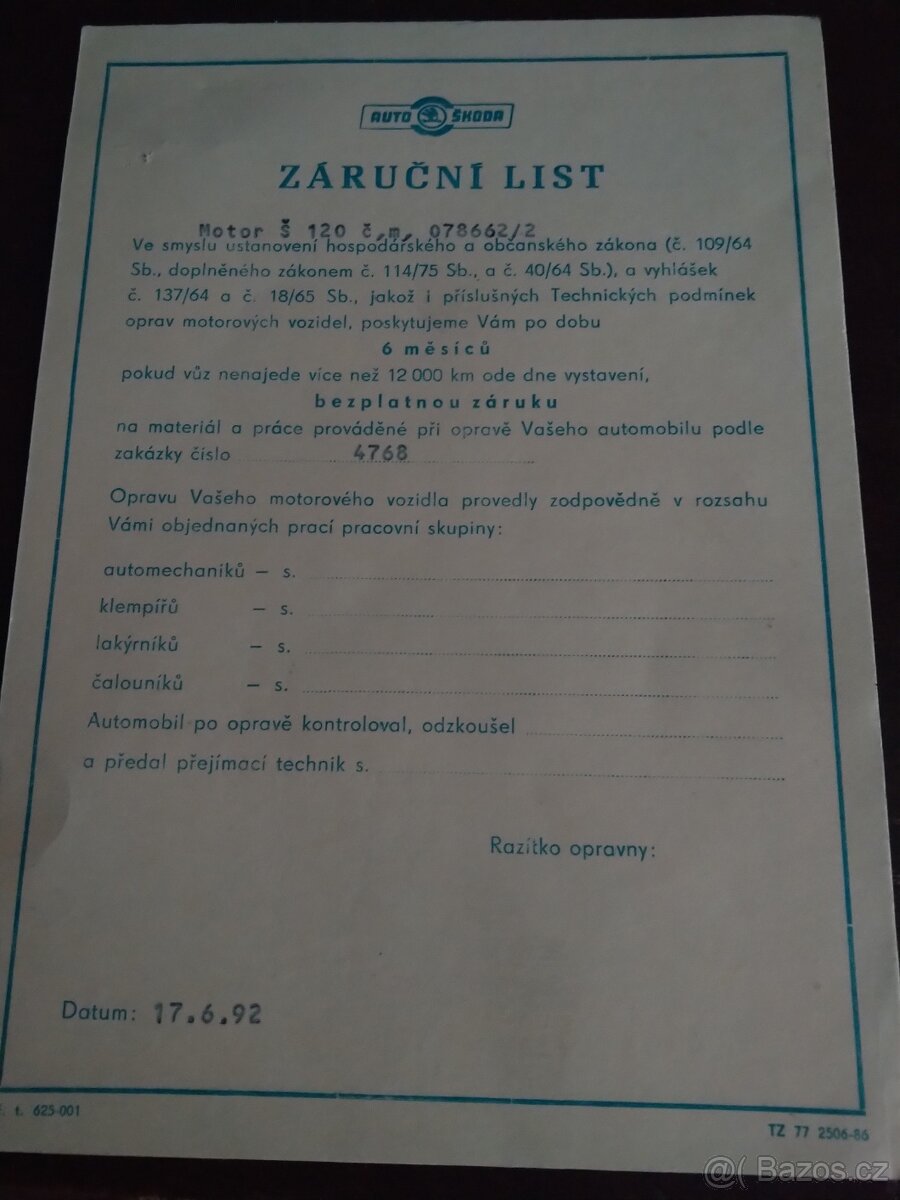 AUTO ŠKODA
ZÁRUČNÍ LIST
Motor Š 120 č,m, 078662/2
Ve smyslu ustanovení hospodářského a občanského zákona (č. 109/64
Sb., doplněného zákonem č. 114/75 Sb., a č. 40/64 Sb.), a vyhlášek
č. 137/64 a č. 18/65 Sb., jakož i příslušných Technických podmínek
oprav motorových vozidel, poskytujeme Vám po dobu
6 měsíců
pokud vůz nenajede více než 12 000 km ode dne vystavení,
bezplatnou záruku
na materiál a práce prováděné při opravě Vašeho automobilu podle
zakázky číslo 4768
Opravu Vašeho motorového vozidla provedly zodpovědně v rozsahu
Vámi objednaných prací pracovní skupiny:
automechaniků – s.
klempířů – s.
lakýrníků – s.
čalouníků – s.
Automobil po opravě kontroloval, odzkoušel
a předal přejímací technik s.
Razítko opravny:
Datum: 17.6.92
t. 625-001
TZ 77 2506-86
@( Bazos.cz